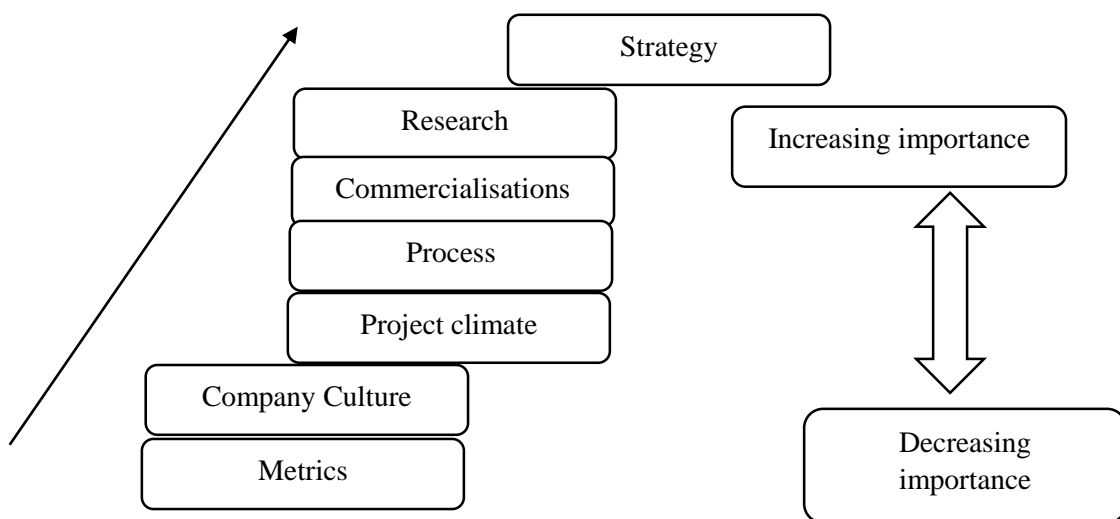 Strategy
Research
Commercialisations
Process
Project climate
Company Culture
Metrics
Increasing importance
Decreasing
importance